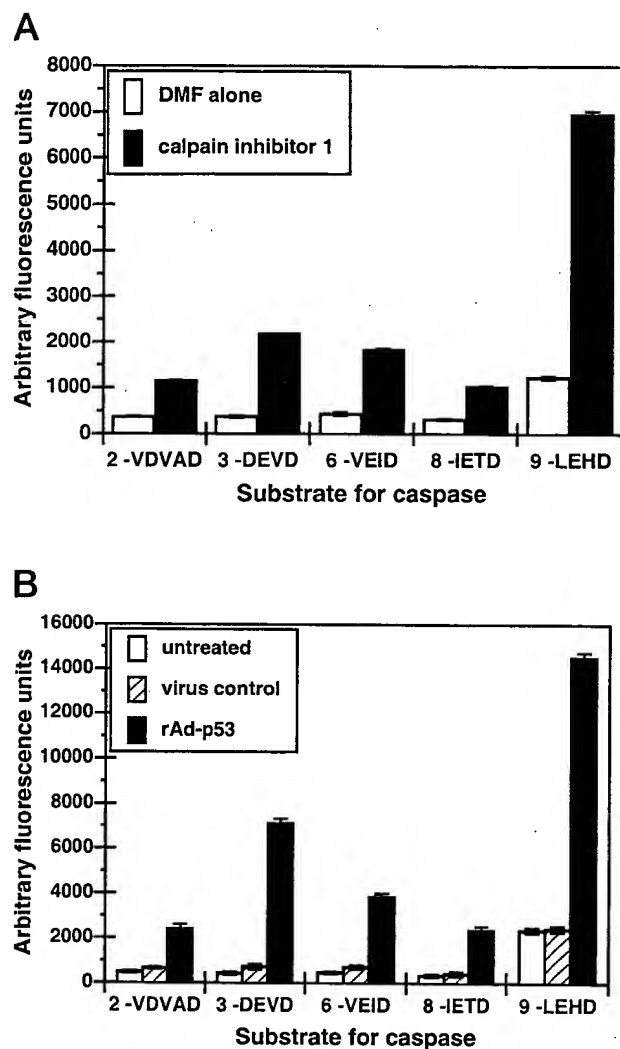 A
Arbitrary fluorescence units
8000
7000
6000
5000
4000
3000
2000
1000
0
DMF alone
calpain inhibitor 1
2 -VDVAD 3 -DEVD 6 -VEID 8 -IETD 9 -LEHD
Substrate for caspase
B
Arbitrary fluorescence units
16000
14000
12000
10000
8000
6000
4000
2000
0
untreated
virus control
rAd-p53
2 -VDVAD 3 -DEVD 6 -VEID 8 -IETD 9 -LEHD
Substrate for caspase